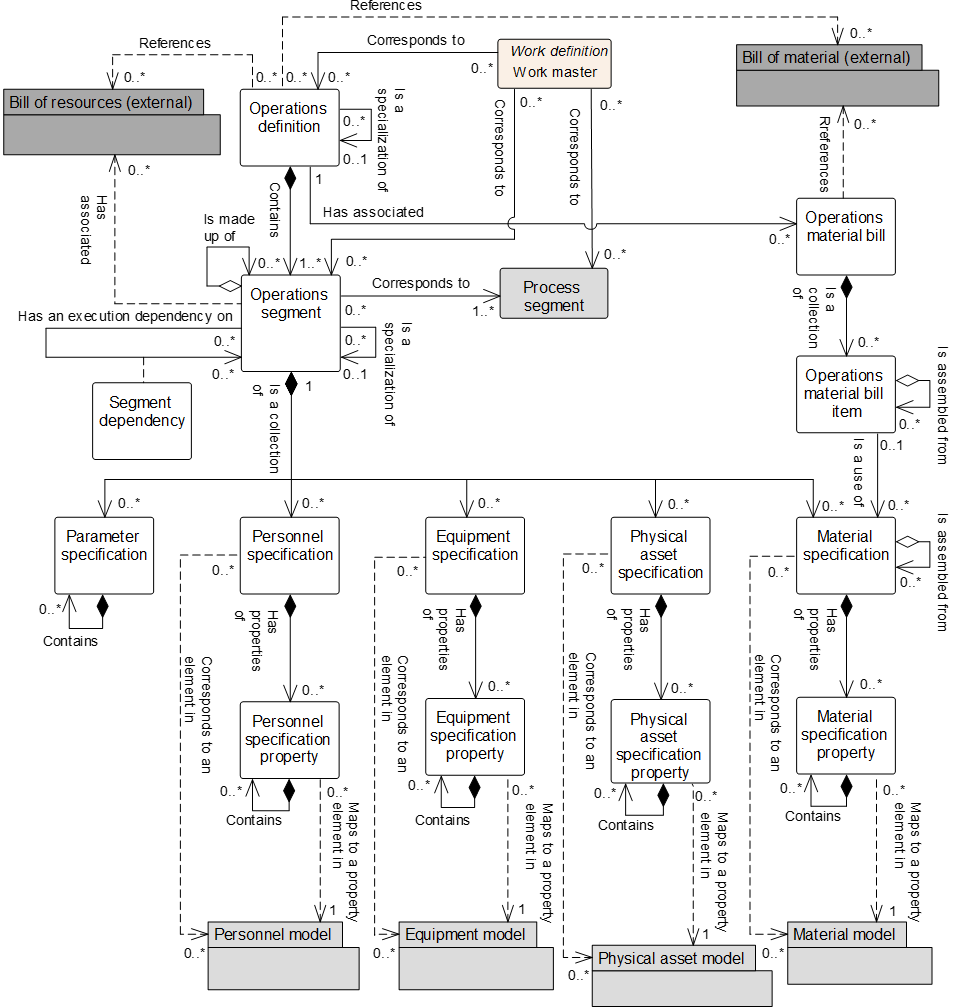 References
References
Corresponds to
Work definition
Work master
0..*
0..*
0..*
0..*
0..*
0..*
Bill of material (external)
Bill of resources (external)
Operations
definition
0..*
0..1
Is a
specialization of
0..*
0..*
Corresponds to
Corresponds to
0..*
Rreferences
0..*
Has
associated
Contains
1
Has associated
Operations
material bill
0..*
Is made
up of
0..*
1..*
0..*
0..*
Operations
segment
Corresponds to
1..*
Process
segment
0..*
Is a
collection
of
0..*
Has an execution dependency on
0..*
0..*
0..1
Is a
specialization of
Segment
dependency
Is a collection
of
1
Operations
material bill
item
0..*
Is assembled
from
0..1
Is a use
of
0..*
0..*
0..*
0..*
0..*
0..*
Parameter
specification
Personnel
specification
Equipment
specification
Physical
asset
specification
Material
specification
Is assembled
from
0..*
0..*
0..*
0..*
0..*
0..*
Contains
Has
properties
of
Has
properties
of
Has
properties
of
Has
properties
of
Corresponds to an
element in
Corresponds to an
element in
Corresponds to an
element in
Corresponds to an
element in
0..*
0..*
0..*
0..*
Personnel
specification
property
Equipment
specification
property
Physical
asset
specification
property
Material
specification
property
0..*
0..*
0..*
0..*
0..*
0..*
0..*
0..*
Contains
Contains
Contains
Contains
Maps to a property
element in
Maps to a property
element in
Maps to a property
element in
Maps to a property
element in
1
1
1
1
Personnel model
Equipment model
Physical asset model
Material model
0..*
0..*
0..*
0..*